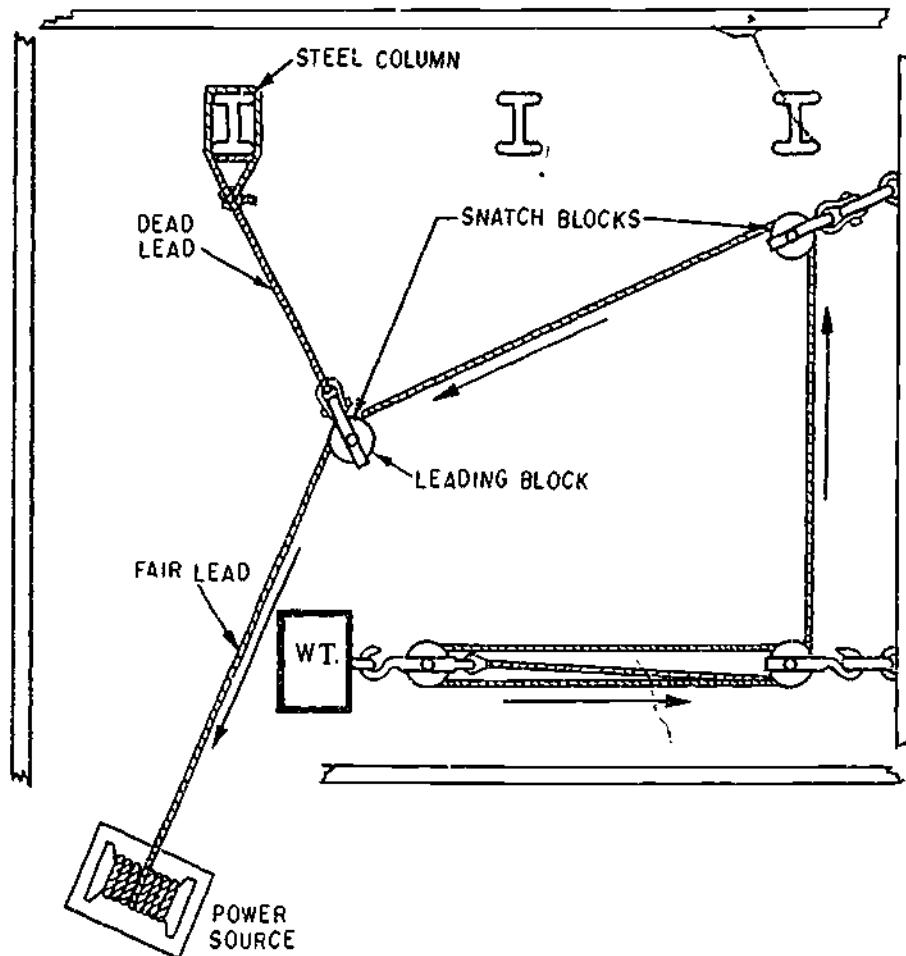 STEEL COLUMN
DEAD
LEAD
SNATCH BLOCKS
LEADING BLOCK
FAIR LEAD
WT.
POWER
SOURCE